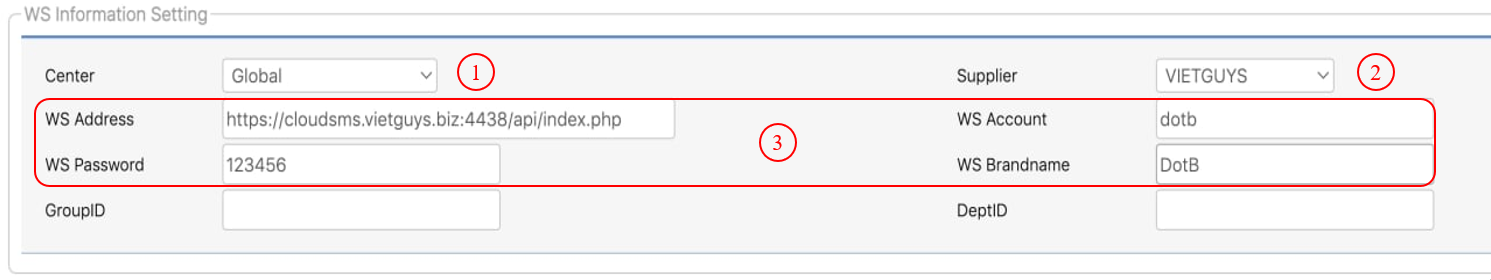 WS Information Setting
Center Global 1 Supplier VIETGUYS 2
WS Address https://cloudsms.vietguys.biz:4438/api/index.php WS Account dotb
3
WS Password 123456 WS Brandname DotB
GroupID DeptID